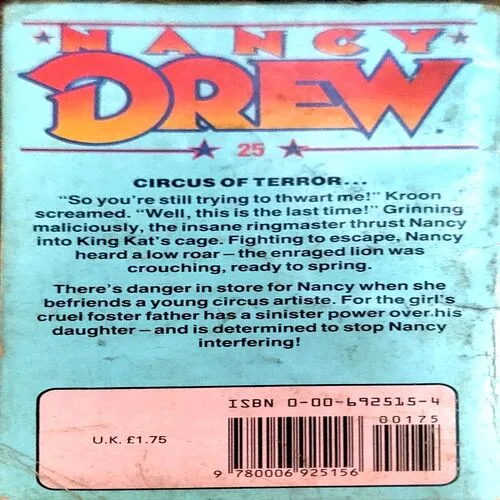 NANCY
DREW
25
CIRCUS OF TERROR...
"So you're still trying to thwart me!" Kroon
screamed. "Well, this is the last time!" Grinning
maliciously, the insane ringmaster thrust Nancy
into King Kat's cage. Fighting to escape, Nancy
heard a low roar – the enraged lion was
crouching, ready to spring.
There's danger in store for Nancy when she
befriends a young circus artiste. For the girl's
cruel foster father has a sinister power over his
daughter – and is determined to stop Nancy
interfering!
ISBN 0-00-692515-4
00175
U.K. £1.75
9 780006 925156